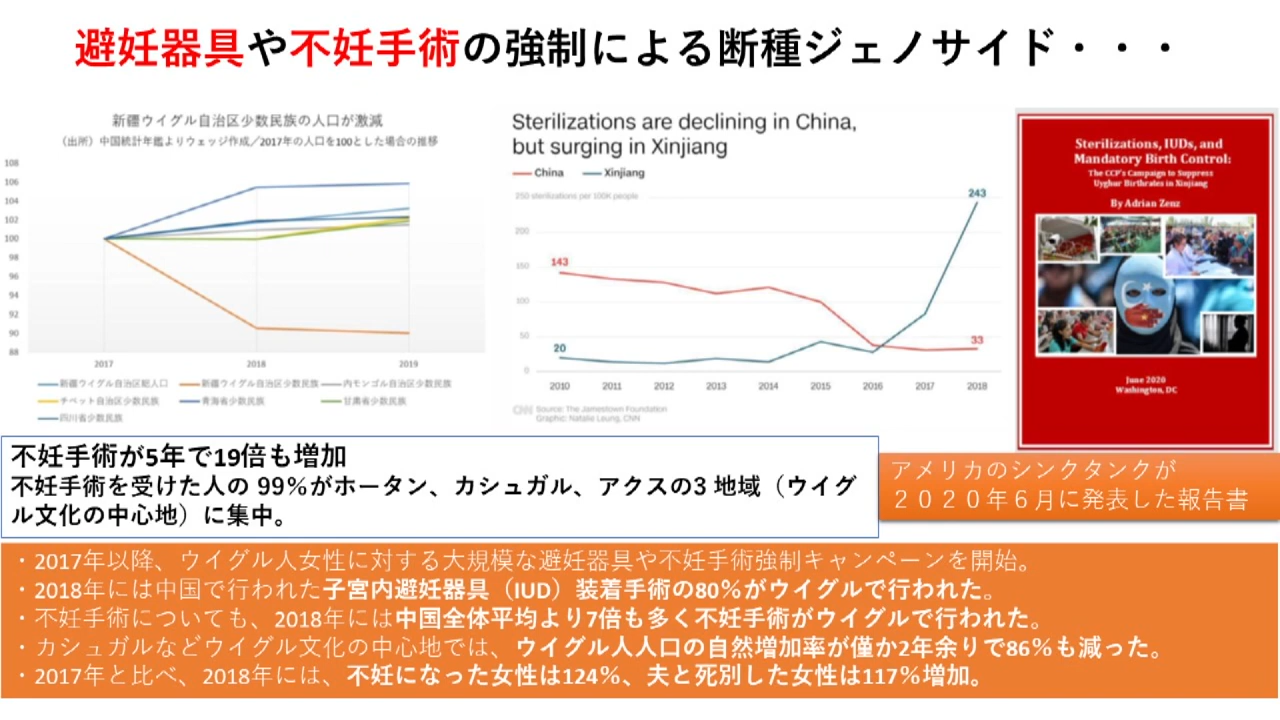 避妊器具や不妊手術の強制による断種ジェノサイド・・・
新疆ウイグル自治区少数民族の人口が激減
（出所）中国統計年鑑よりウェッジ作成／2017年の人口を100とした場合の推移
108
106
104
102
100
98
96
94
92
90
88
2017 2018 2019
新疆ウイグル自治区総人口 新疆ウイグル自治区少数民族 内モンゴル自治区少数民族
チベット自治区少数民族 青海省少数民族 甘粛省少数民族
四川省少数民族
Sterilizations are declining in China,
but surging in Xinjiang
China Xinjiang
250 sterilizations per 100K people
243
200
150
143
100
50
20
33
0
2010 2011 2012 2013 2014 2015 2016 2017 2018
CNN Source: The Jamestown Foundation
Graphic: Natalie Leung, CNN
Sterilizations, IUDs, and
Mandatory Birth Control:
The CCP's Campaign to Suppress
Uyghur Birthrates in Xinjiang
By Adrian Zenz
June 2020
Washington, DC
不妊手術が5年で19倍も増加
不妊手術を受けた人の 99%がホータン、カシュガル、アクスの3 地域（ウイグ
ル文化の中心地）に集中。
アメリカのシンクタンクが
２０２０年６月に発表した報告書
・2017年以降、ウイグル人女性に対する大規模な避妊器具や不妊手術強制キャンペーンを開始。
・2018年には中国で行われた子宮内避妊器具（IUD）装着手術の80%がウイグルで行われた。
・不妊手術についても、2018年には中国全体平均より7倍も多く不妊手術がウイグルで行われた。
・カシュガルなどウイグル文化の中心地では、ウイグル人人口の自然増加率が僅か2年余りで86%も減った。
・2017年と比べ、2018年には、不妊になった女性は124%、夫と死別した女性は117%増加。